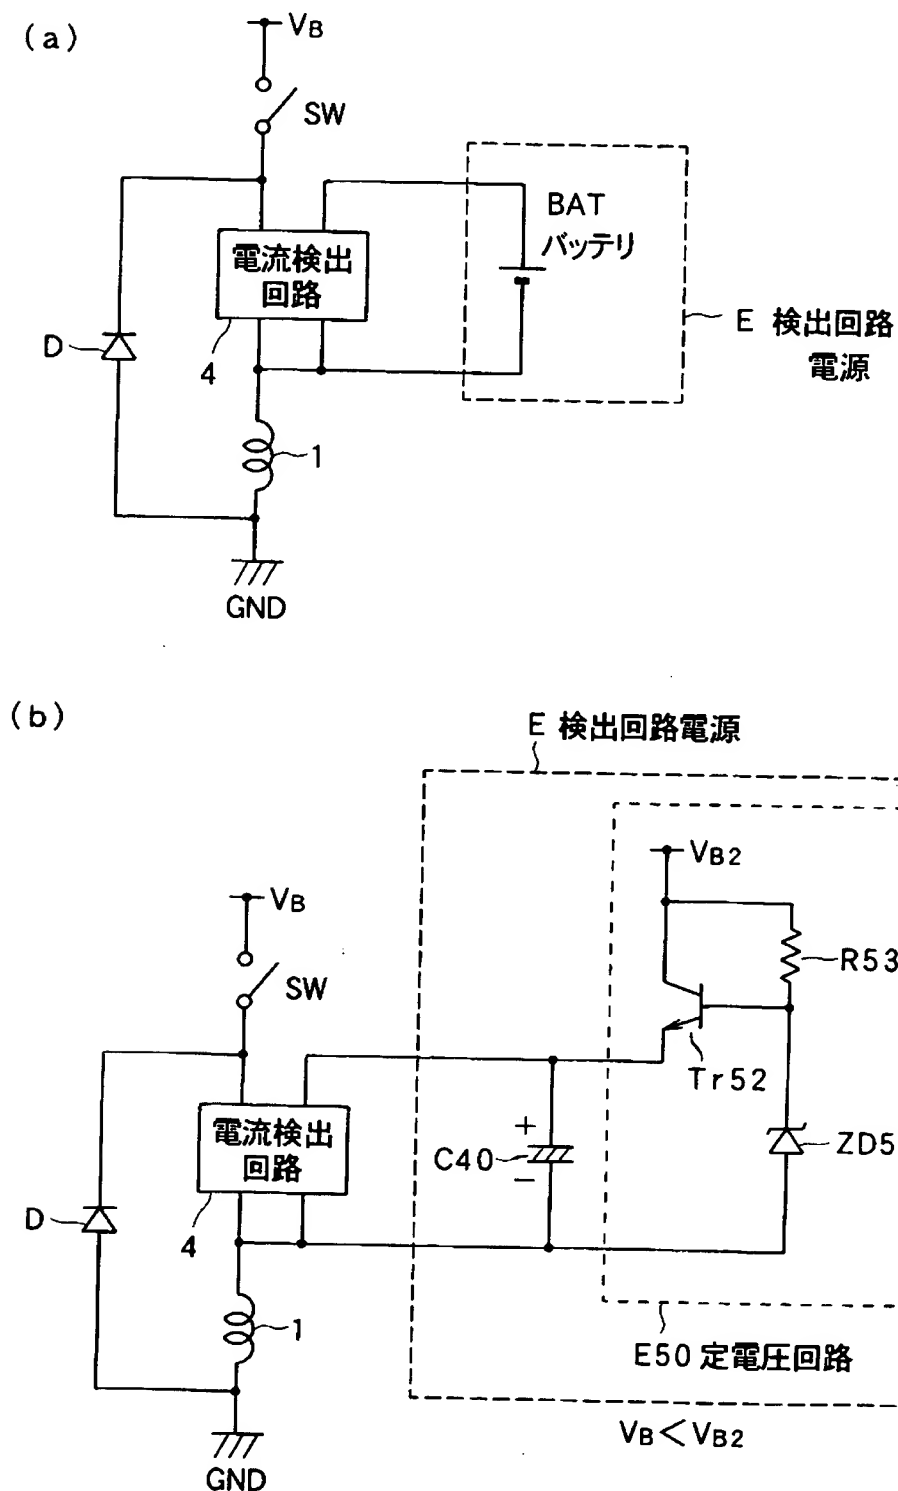 (a)
VB
SW
BAT
バッテリ
電流検出
回路
D
4
E 検出回路
電源
1
GND
(b)
E 検出回路電源
VB2
VB
R53
SW
Tr52
電流検出
回路
C40
+
−
ZD5
D
4
1
E50 定電圧回路
VB<VB2
GND